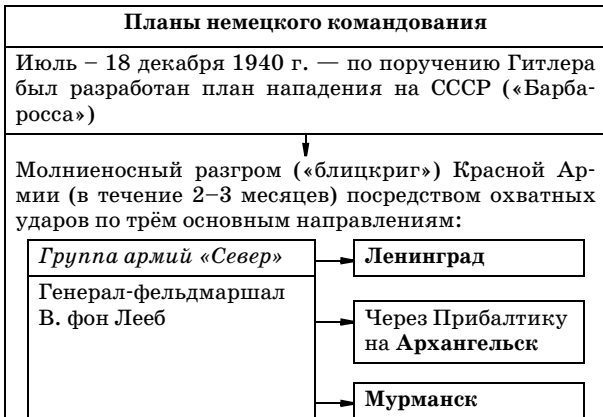 Планы немецкого командования
Июль – 18 декабря 1940 г. — по поручению Гитлера
был разработан план нападения на СССР («Барба-
росса»)
Молниеносный разгром («блицкриг») Красной Ар-
мии (в течение 2–3 месяцев) посредством охватных
ударов по трём основным направлениям:
Группа армий «Север»
Ленинград
Генерал-фельдмаршал
В. фон Лееб
Через Прибалтику
на Архангельск
Мурманск